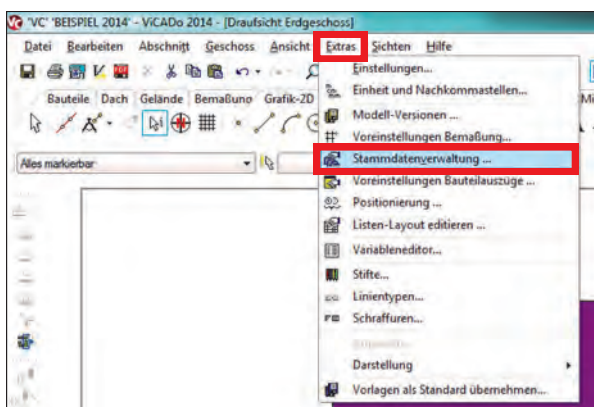 'VC' 'BEISPIEL 2014' - ViCADo 2014 - [Draufsicht Erdgeschoss]
Datei Bearbeiten Abschnitt Geschoss Ansicht Extras Sichten Hilfe
Bauteile Dach Gelände Bemaßung Grafik-2D
Alles markierbar
Einstellungen...
Einheit und Nachkommastellen...
Modell-Versionen ...
Voreinstellungen Bemaßung...
Stammdatenverwaltung ...
Voreinstellungen Bauteilauszüge ...
Positionierung ...
Listen-Layout editieren ...
Variableneditor...
Stifte...
Linientypen...
Schraffuren...
Darstellung
Vorlagen als Standard übernehmen...